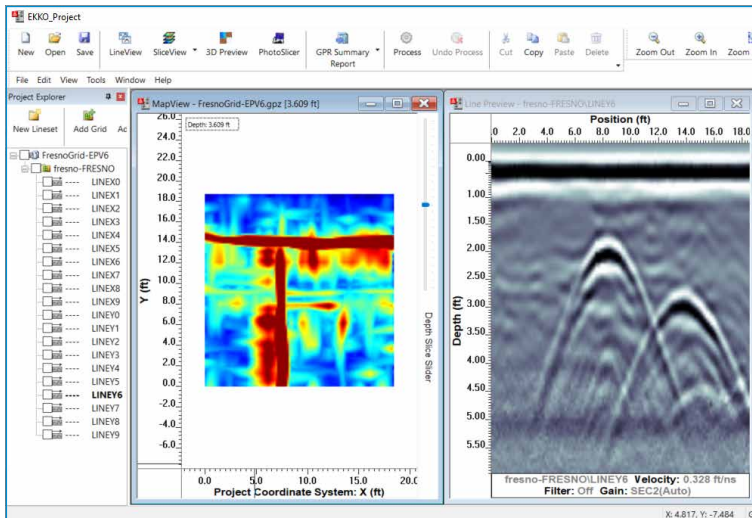 EKKO_Project
New Open Save LineView SliceView 3D Preview PhotoSlicer GPR Summary Report Process Undo Process Cut Copy Paste Delete Zoom Out Zoom In Zoom
File Edit View Tools Window Help
Project Explorer
New Lineset Add Grid
FresnoGrid-EPV6
fresno-FRESNO
LINEX0
LINEX1
LINEX2
LINEX3
LINEX4
LINEX5
LINEX6
LINEX7
LINEX8
LINEX9
LINEY0
LINEY1
LINEY2
LINEY3
LINEY4
LINEY5
LINEY6
LINEY7
LINEY8
LINEY9
MapView - FresnoGrid-EPV6.gpz [3.609 ft]
26.0
Depth: 3.609 ft
24.0
22.0
20.0
18.0
16.0
14.0
12.0
10.0
8.0
6.0
4.0
2.0
0.0
-2.0
-4.0
-6.0
Y (ft)
Depth Slice Slider
0.0 5.0 10.0 15.0 20.0
Project Coordinate System: X (ft)
Line Preview - fresno-FRESNO\LINEY6
Position (ft)
0.0 2.0 4.0 6.0 8.0 10.0 12.0 14.0 16.0 18.0
0.00
1.00
1.50
2.00
2.50
3.00
3.50
4.00
4.50
5.00
5.50
Depth (ft)
fresno-FRESNO\LINEY6 Velocity: 0.328 ft/ns
Filter: Off Gain: SEC2(Auto)
X: 4.817, Y: -7.484